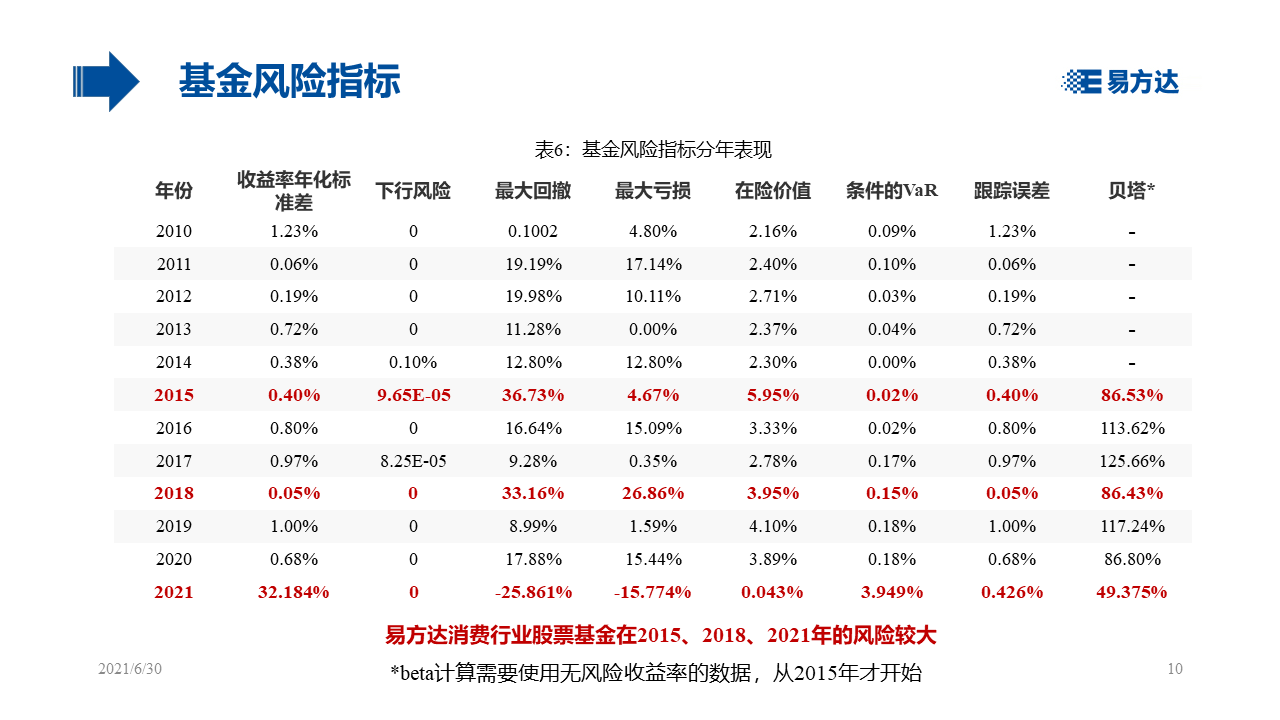 基金风险指标
易方达
表6：基金风险指标分年表现
年份 收益率年化标准差 下行风险 最大回撤 最大亏损 在险价值 条件的VaR 跟踪误差 贝塔*
2010 1.23% 0 0.1002 4.80% 2.16% 0.09% 1.23% -
2011 0.06% 0 19.19% 17.14% 2.40% 0.10% 0.06% -
2012 0.19% 0 19.98% 10.11% 2.71% 0.03% 0.19% -
2013 0.72% 0 11.28% 0.00% 2.37% 0.04% 0.72% -
2014 0.38% 0.10% 12.80% 12.80% 2.30% 0.00% 0.38% -
2015 0.40% 9.65E-05 36.73% 4.67% 5.95% 0.02% 0.40% 86.53%
2016 0.80% 0 16.64% 15.09% 3.33% 0.02% 0.80% 113.62%
2017 0.97% 8.25E-05 9.28% 0.35% 2.78% 0.17% 0.97% 125.66%
2018 0.05% 0 33.16% 26.86% 3.95% 0.15% 0.05% 86.43%
2019 1.00% 0 8.99% 1.59% 4.10% 0.18% 1.00% 117.24%
2020 0.68% 0 17.88% 15.44% 3.89% 0.18% 0.68% 86.80%
2021 32.184% 0 -25.861% -15.774% 0.043% 3.949% 0.426% 49.375%
易方达消费行业股票基金在2015、2018、2021年的风险较大
*beta计算需要使用无风险收益率的数据，从2015年才开始
2021/6/30
10